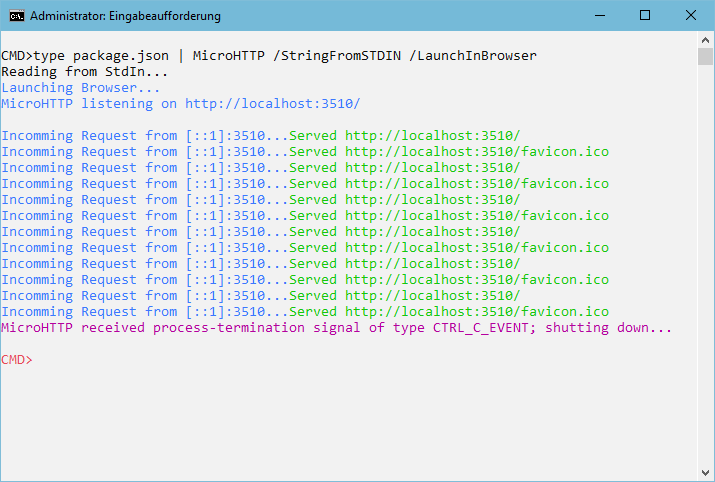 Administrator: Eingabeaufforderung
CMD>type package.json | MicroHTTP /StringFromSTDIN /LaunchInBrowser
Reading from StdIn...
Launching Browser...
MicroHTTP listening on http://localhost:3510/
Incomming Request from [::1]:3510...Served http://localhost:3510/
Incomming Request from [::1]:3510...Served http://localhost:3510/favicon.ico
Incomming Request from [::1]:3510...Served http://localhost:3510/
Incomming Request from [::1]:3510...Served http://localhost:3510/favicon.ico
Incomming Request from [::1]:3510...Served http://localhost:3510/
Incomming Request from [::1]:3510...Served http://localhost:3510/favicon.ico
Incomming Request from [::1]:3510...Served http://localhost:3510/
Incomming Request from [::1]:3510...Served http://localhost:3510/favicon.ico
Incomming Request from [::1]:3510...Served http://localhost:3510/
Incomming Request from [::1]:3510...Served http://localhost:3510/favicon.ico
Incomming Request from [::1]:3510...Served http://localhost:3510/
Incomming Request from [::1]:3510...Served http://localhost:3510/favicon.ico
MicroHTTP received process-termination signal of type CTRL_C_EVENT; shutting down...
CMD>